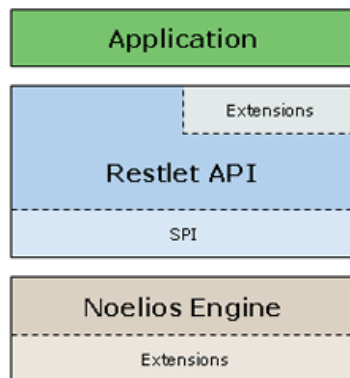 Application
Extensions
Restlet API
SPI
Noelios Engine
Extensions